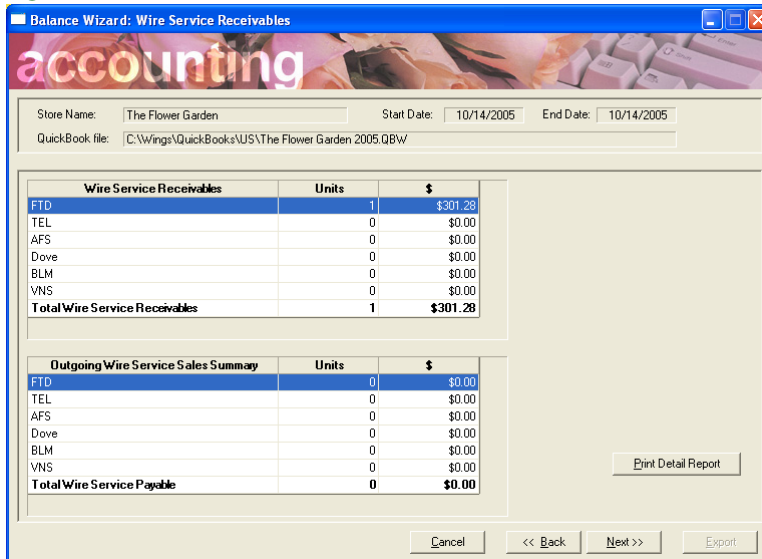 Balance Wizard: Wire Service Receivables
accounting
Store Name: The Flower Garden Start Date: 10/14/2005 End Date: 10/14/2005
QuickBook file: C:\Wings\QuickBooks\US\The Flower Garden 2005.QBW
Wire Service Receivables Units $
FTD 1 $301.28
TEL 0 $0.00
AFS 0 $0.00
Dove 0 $0.00
BLM 0 $0.00
VNS 0 $0.00
Total Wire Service Receivables 1 $301.28
Outgoing Wire Service Sales Summary Units $
FTD 0 $0.00
TEL 0 $0.00
AFS 0 $0.00
Dove 0 $0.00
BLM 0 $0.00
VNS 0 $0.00
Total Wire Service Payable 0 $0.00
Print Detail Report
Cancel << Back Next >> Export